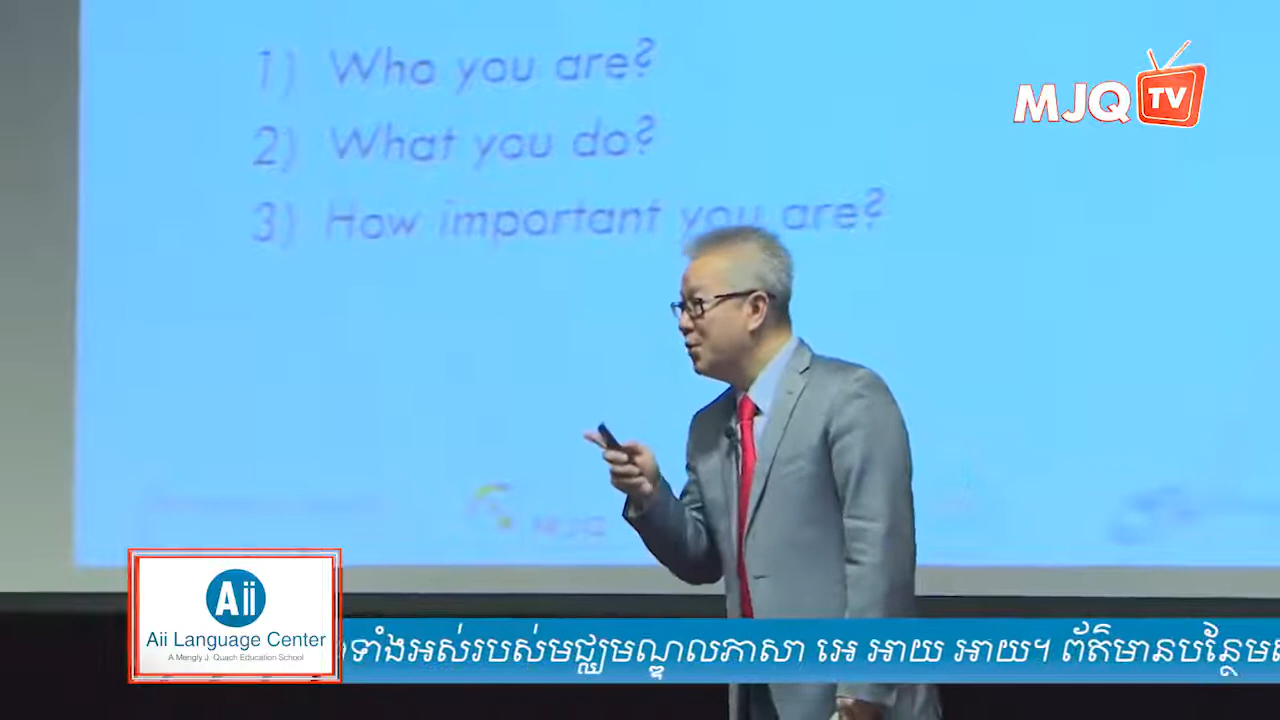 1) Who you are?
2) What you do?
3) How important you are?
MJQ TV
MJQ
Aii
Aii Language Center
A Mengly J. Quach Education School
ទាំងអស់របស់មជ្ឈមណ្ឌលភាសា អេ អាយ អាយ។ ព័ត៌មានបន្ថែម